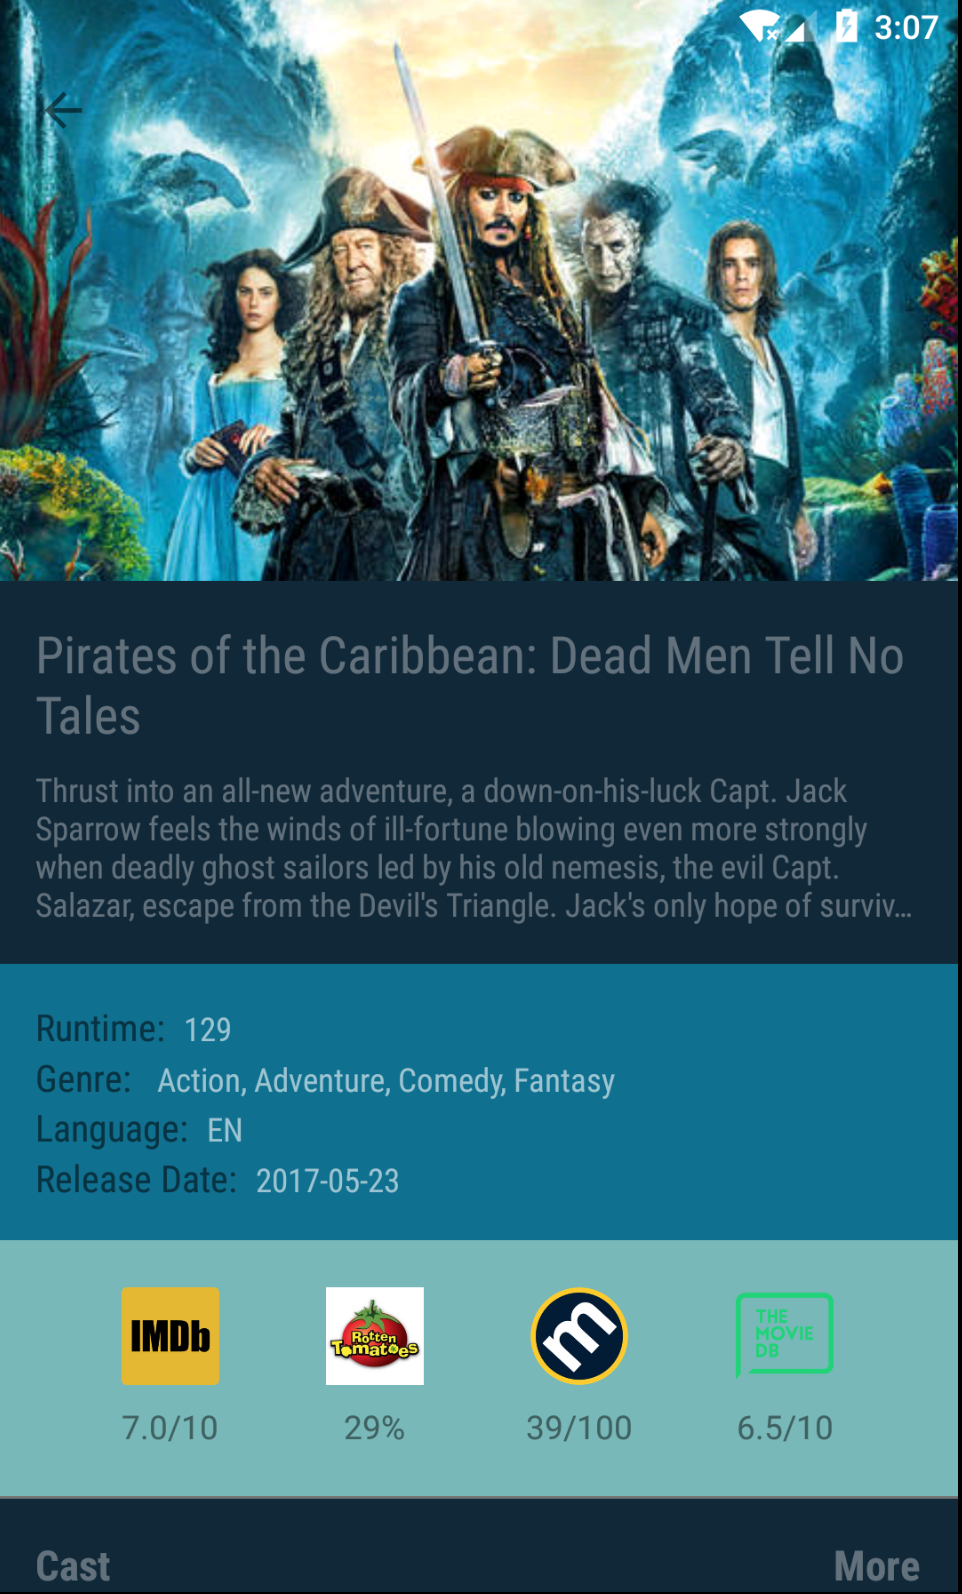 3:07
Pirates of the Caribbean: Dead Men Tell No
Tales
Thrust into an all-new adventure, a down-on-his-luck Capt. Jack
Sparrow feels the winds of ill-fortune blowing even more strongly
when deadly ghost sailors led by his old nemesis, the evil Capt.
Salazar, escape from the Devil's Triangle. Jack's only hope of surviv...
Runtime: 129
Genre: Action, Adventure, Comedy, Fantasy
Language: EN
Release Date: 2017-05-23
IMDb
Rotten
Tomatoes
m
THE
MOVIE
DB
7.0/10 29% 39/100 6.5/10
Cast More